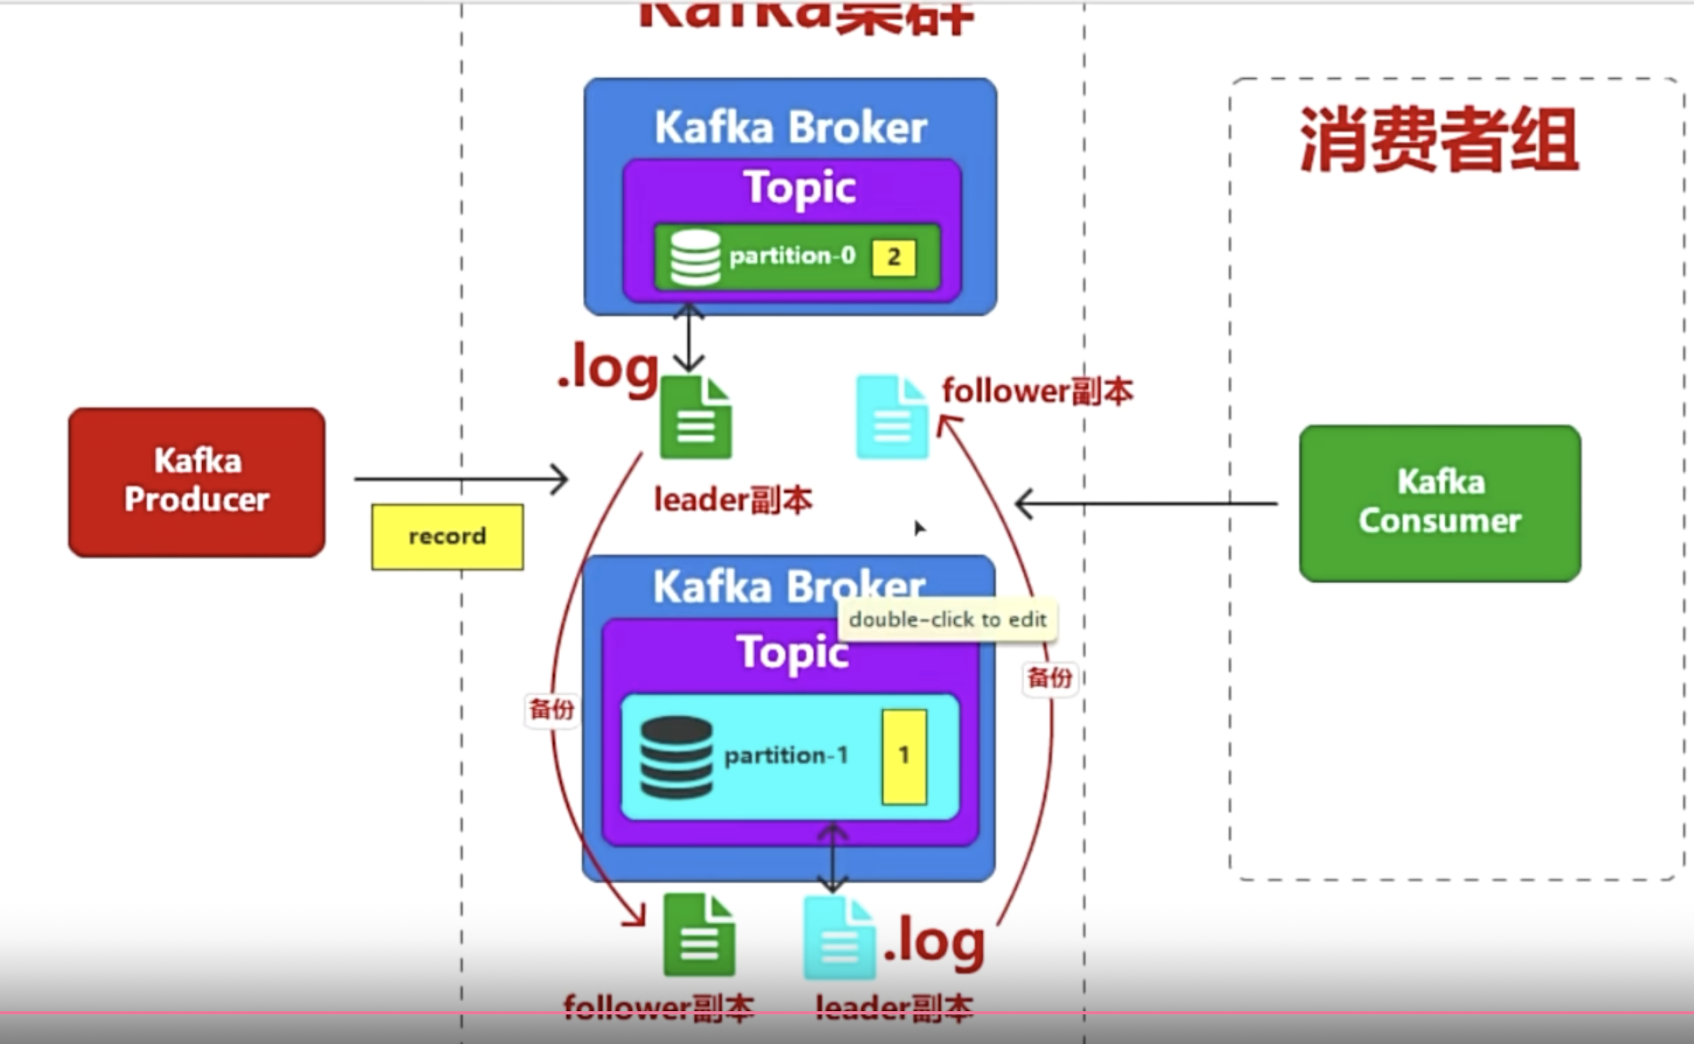 Kafka集群
Kafka Broker
消费者组
Topic
partition-0
2
.log
follower副本
Kafka
Producer
leader副本
Kafka
Consumer
record
Kafka Broker
double-click to edit
Topic
备份
备份
partition-1
1
.log
follower副本
leader副本